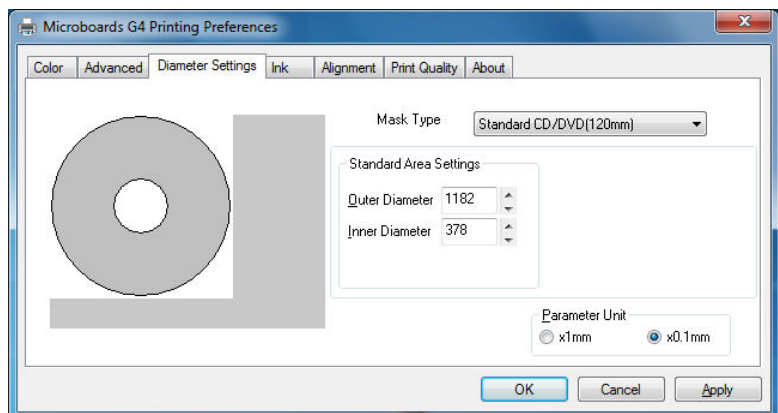 Microboards G4 Printing Preferences
Color Advanced Diameter Settings Ink Alignment Print Quality About
Mask Type Standard CD/DVD(120mm)
Standard Area Settings
Outer Diameter 1182
Inner Diameter 378
Parameter Unit
x1mm x0.1mm
OK Cancel Apply